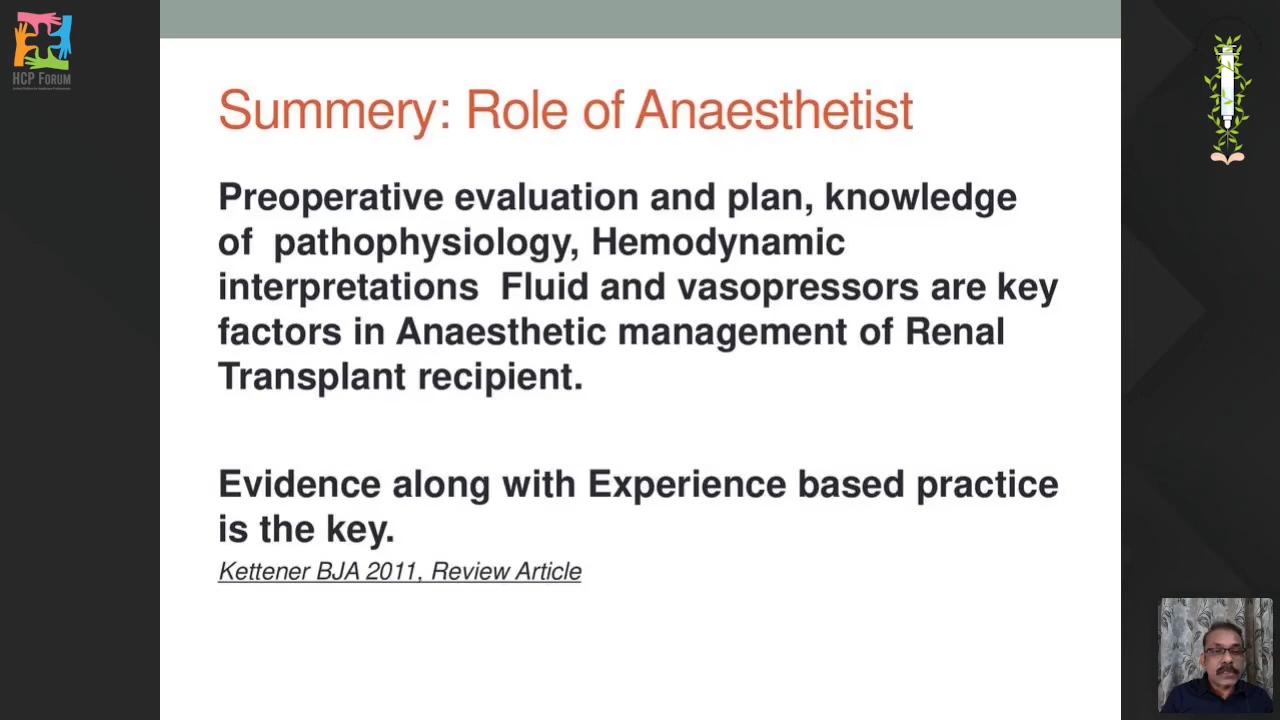 HCP FORUM
Summery: Role of Anaesthetist
Preoperative evaluation and plan, knowledge
of pathophysiology, Hemodynamic
interpretations Fluid and vasopressors are key
factors in Anaesthetic management of Renal
Transplant recipient.
Evidence along with Experience based practice
is the key.
Kettener BJA 2011, Review Article